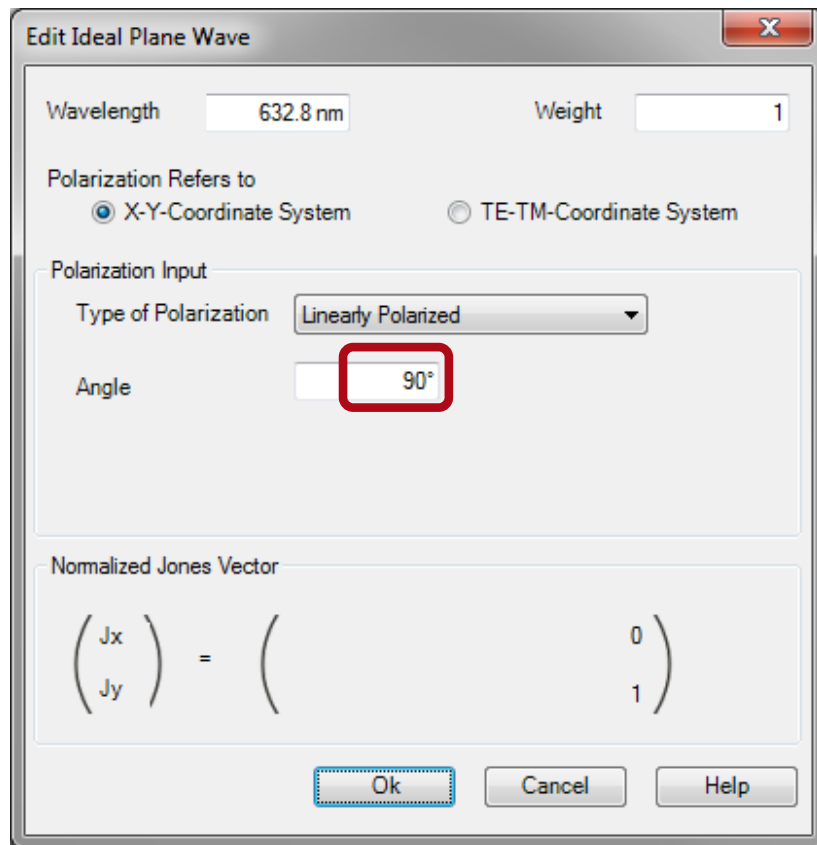 Edit Ideal Plane Wave
X
Wavelength 632.8 nm Weight 1
Polarization Refers to
X-Y-Coordinate System TE-TM-Coordinate System
Polarization Input
Type of Polarization Linearly Polarized
Angle 90°
Normalized Jones Vector
Jx 0
=
Jy 1
Ok Cancel Help